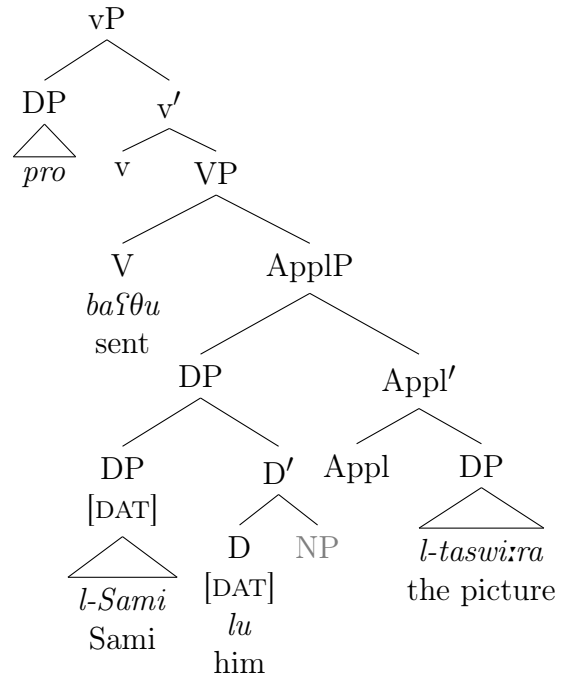 vP
DP v′
pro v VP
V ApplP
baʕθu
sent
DP Appl′
DP D′ Appl DP
[DAT]
D NP
l-taswiːra
[DAT]
the picture
l-Sami lu
Sami him